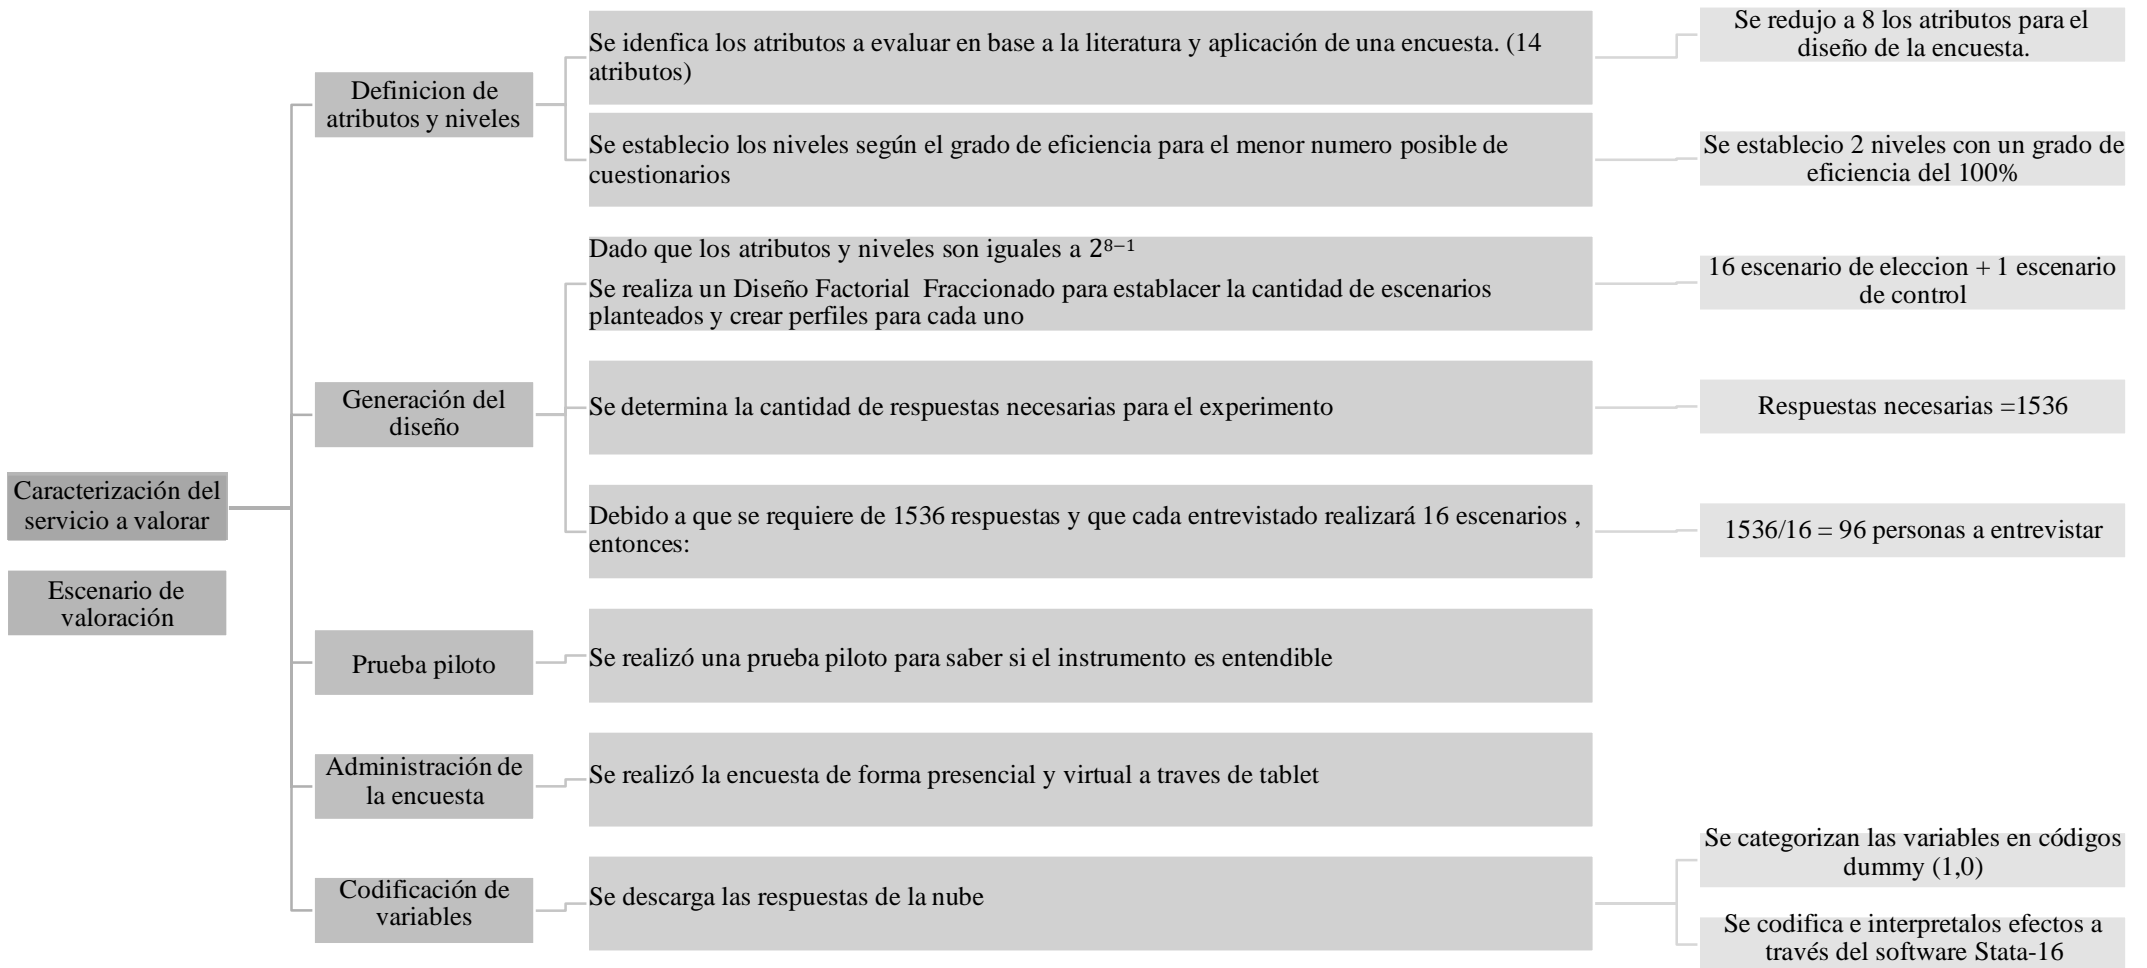 Caracterización del
servicio a valorar
Escenario de
valoración
Definicion de
atributos y niveles
Se idenfica los atributos a evaluar en base a la literatura y aplicación de una encuesta. (14
atributos)
Se redujo a 8 los atributos para el
diseño de la encuesta.
Se establecio los niveles según el grado de eficiencia para el menor numero posible de
cuestionarios
Se establecio 2 niveles con un grado de
eficiencia del 100%
Generación del
diseño
Dado que los atributos y niveles son iguales a 2⁸⁻¹
Se realiza un Diseño Factorial Fraccionado para establacer la cantidad de escenarios
planteados y crear perfiles para cada uno
16 escenario de eleccion + 1 escenario
de control
Se determina la cantidad de respuestas necesarias para el experimento
Respuestas necesarias =1536
Debido a que se requiere de 1536 respuestas y que cada entrevistado realizará 16 escenarios ,
entonces:
1536/16 = 96 personas a entrevistar
Prueba piloto
Se realizó una prueba piloto para saber si el instrumento es entendible
Administración de
la encuesta
Se realizó la encuesta de forma presencial y virtual a traves de tablet
Codificación de
variables
Se descarga las respuestas de la nube
Se categorizan las variables en códigos
dummy (1,0)
Se codifica e interpretalos efectos a
través del software Stata-16